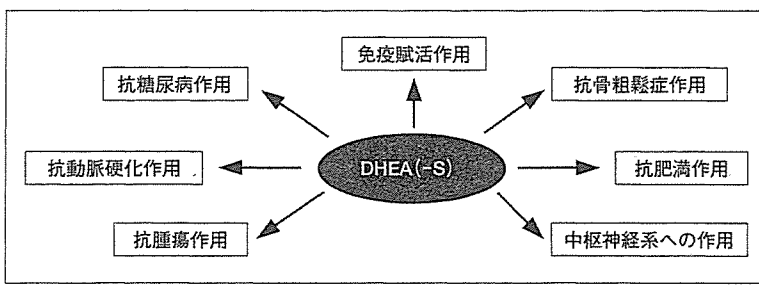 免疫賦活作用
抗糖尿病作用
抗骨粗鬆症作用
抗動脈硬化作用
DHEA(-S)
抗肥満作用
抗腫瘍作用
中枢神経系への作用